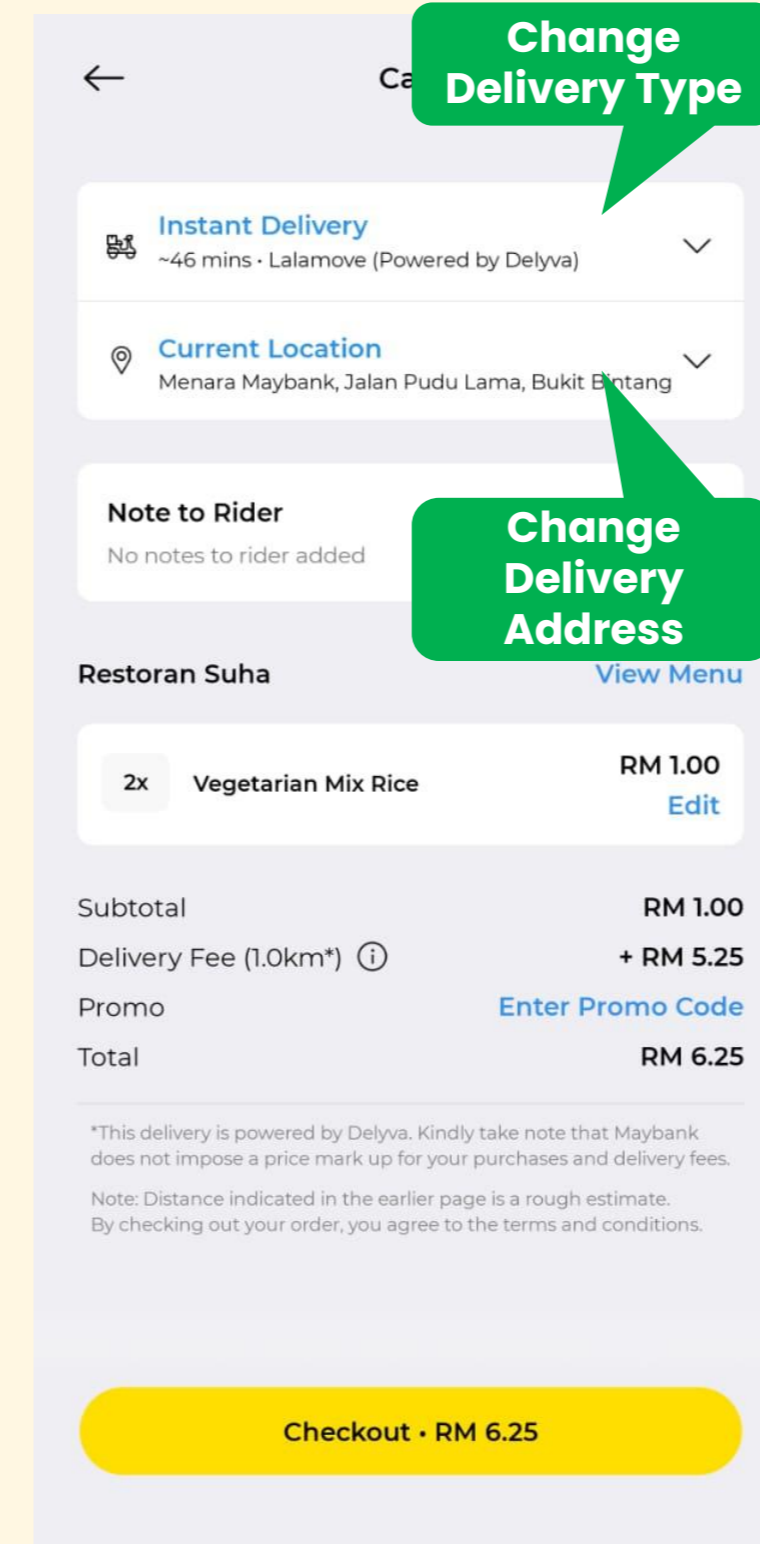 Change
Delivery Type
Instant Delivery
~46 mins • Lalamove (Powered by Delyva)
Current Location
Menara Maybank, Jalan Pudu Lama, Bukit Bintang
Note to Rider
No notes to rider added
Change
Delivery
Address
Restoran Suha View Menu
2x Vegetarian Mix Rice RM 1.00
Edit
Subtotal RM 1.00
Delivery Fee (1.0km*) + RM 5.25
Promo Enter Promo Code
Total RM 6.25
*This delivery is powered by Delyva. Kindly take note that Maybank
does not impose a price mark up for your purchases and delivery fees.
Note: Distance indicated in the earlier page is a rough estimate.
By checking out your order, you agree to the terms and conditions.
Checkout • RM 6.25